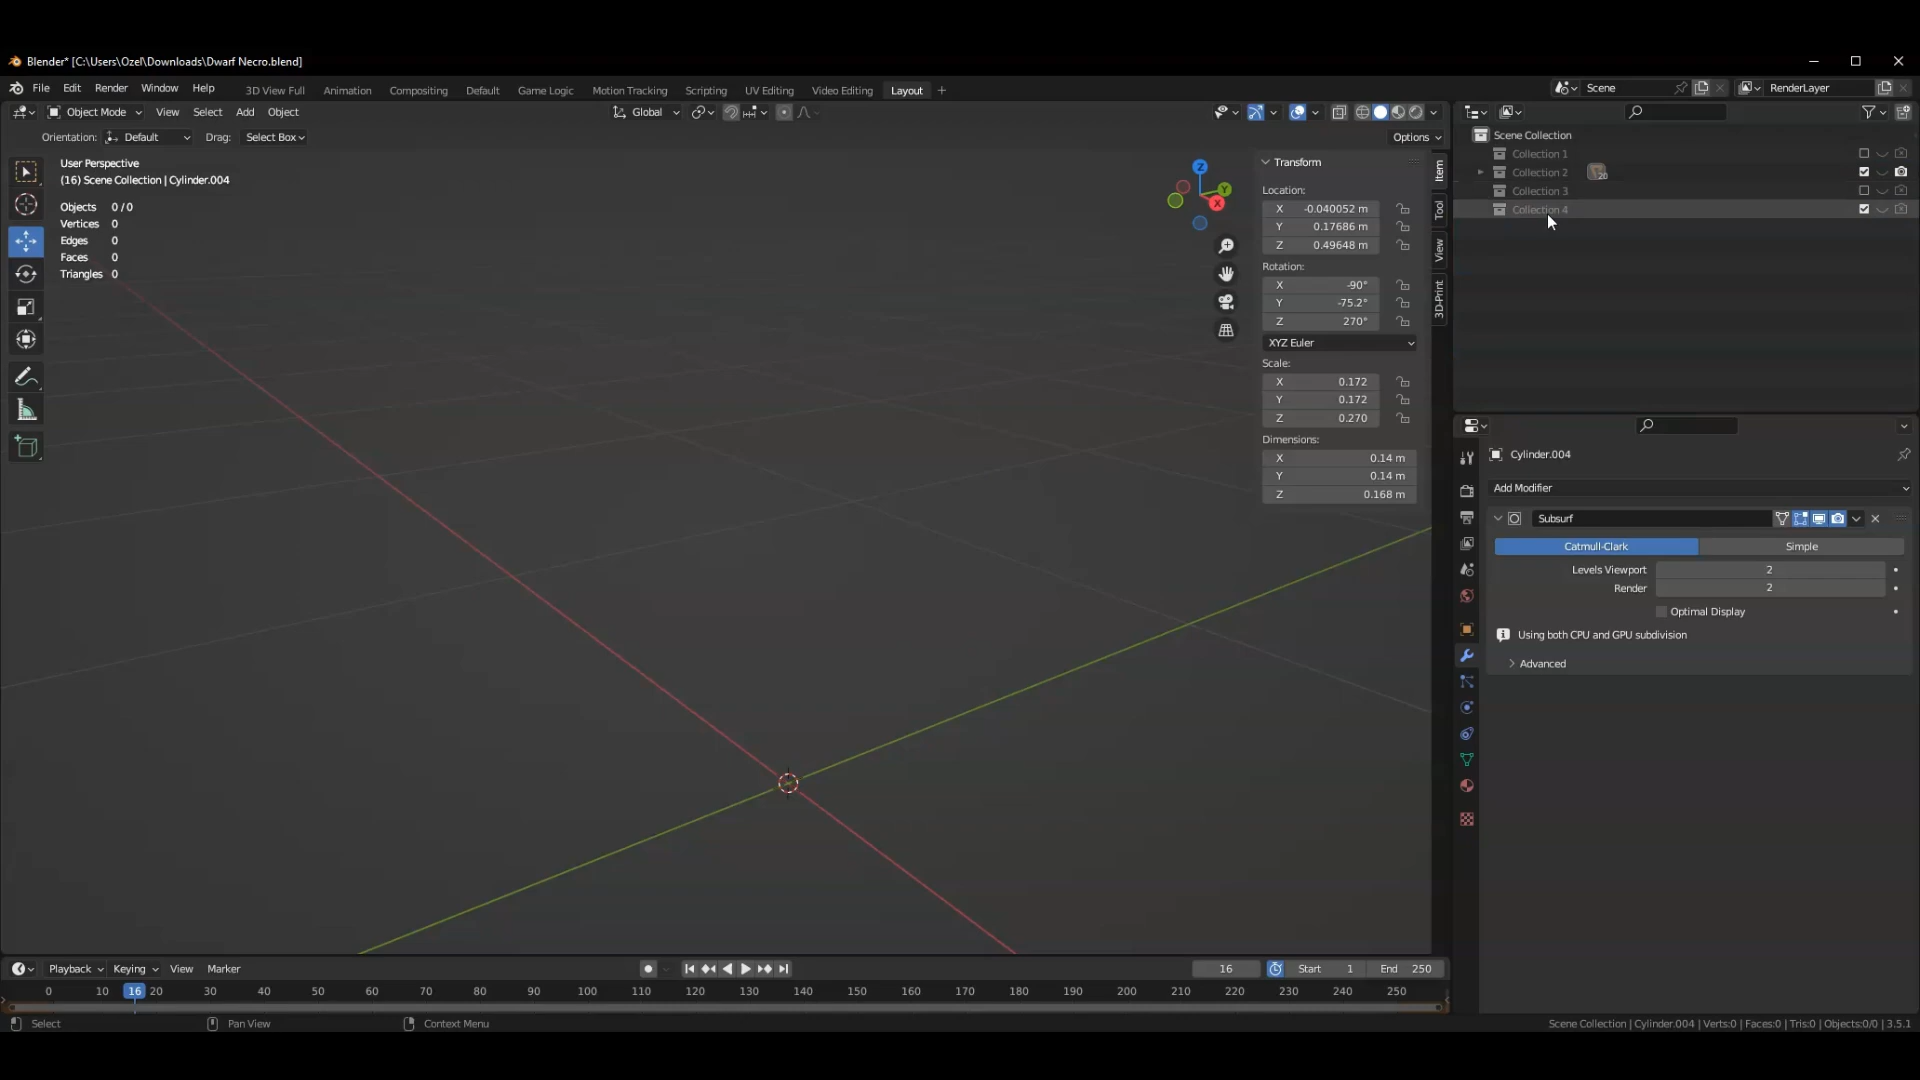 Blender* [C:\Users\Ozel\Downloads\Dwarf Necro.blend]
File Edit Render Window Help 3D View Full Animation Compositing Default Game Logic Motion Tracking Scripting UV Editing Video Editing Layout + Scene RenderLayer
Object Mode View Select Add Object Global
Orientation: Default Drag: Select Box Options
User Perspective
(16) Scene Collection | Cylinder.004
Objects 0 / 0
Vertices 0
Edges 0
Faces 0
Triangles 0
Z
Y
X
Transform
Location:
X -0.040052 m
Y 0.17686 m
Z 0.49648 m
Rotation:
X -90°
Y -75.2°
Z 270°
XYZ Euler
Scale:
X 0.172
Y 0.172
Z 0.270
Dimensions:
X 0.14 m
Y 0.14 m
Z 0.168 m
Item
Tool
View
3D-Print
Scene Collection
Collection 1
Collection 2 20
Collection 3
Collection 4
Cylinder.004
Add Modifier
Subsurf
Catmull-Clark Simple
Levels Viewport 2
Render 2
Optimal Display
Using both CPU and GPU subdivision
Advanced
Playback Keying View Marker 16 Start 1 End 250
0 10 16 20 30 40 50 60 70 80 90 100 110 120 130 140 150 160 170 180 190 200 210 220 230 240 250
Select Pan View Context Menu Scene Collection | Cylinder.004 | Verts:0 | Faces:0 | Tris:0 | Objects:0/0 | 3.5.1